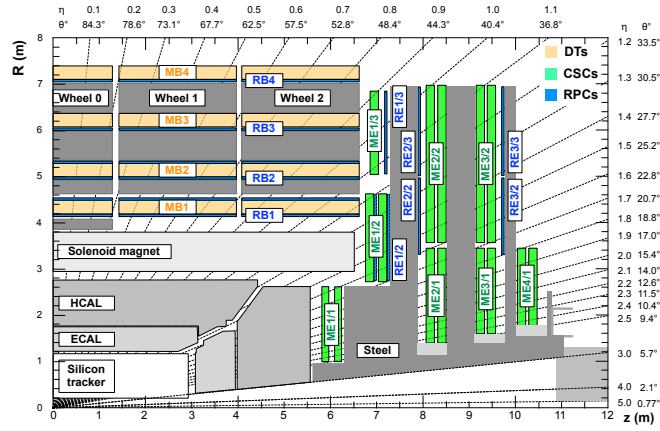 η 0.1 0.2 0.3 0.4 0.5 0.6 0.7 0.8 0.9 1.0 1.1
θ° 84.3° 78.6° 73.1° 67.7° 62.5° 57.5° 52.8° 48.4° 44.3° 40.4° 36.8° η θ°
R (m)
8
7
6
5
4
3
2
1
0
1.2 33.5°
1.3 30.5°
1.4 27.7°
1.5 25.2°
1.6 22.8°
1.7 20.7°
1.8 18.8°
1.9 17.0°
2.0 15.4°
2.1 14.0°
2.2 12.6°
2.3 11.5°
2.4 10.4°
2.5 9.4°
3.0 5.7°
4.0 2.1°
5.0 0.77°
DTs
CSCs
RPCs
MB4
RB4
Wheel 0
Wheel 1
Wheel 2
MB3
RB3
MB2
RB2
MB1
RB1
Solenoid magnet
HCAL
ECAL
Silicon
tracker
Steel
ME1/3
RE1/3
ME1/2
RE1/2
ME1/1
RE2/3
RE2/2
ME2/2
ME2/1
ME3/2
ME3/1
RE3/3
RE3/2
ME4/1
0 1 2 3 4 5 6 7 8 9 10 11 12
z (m)